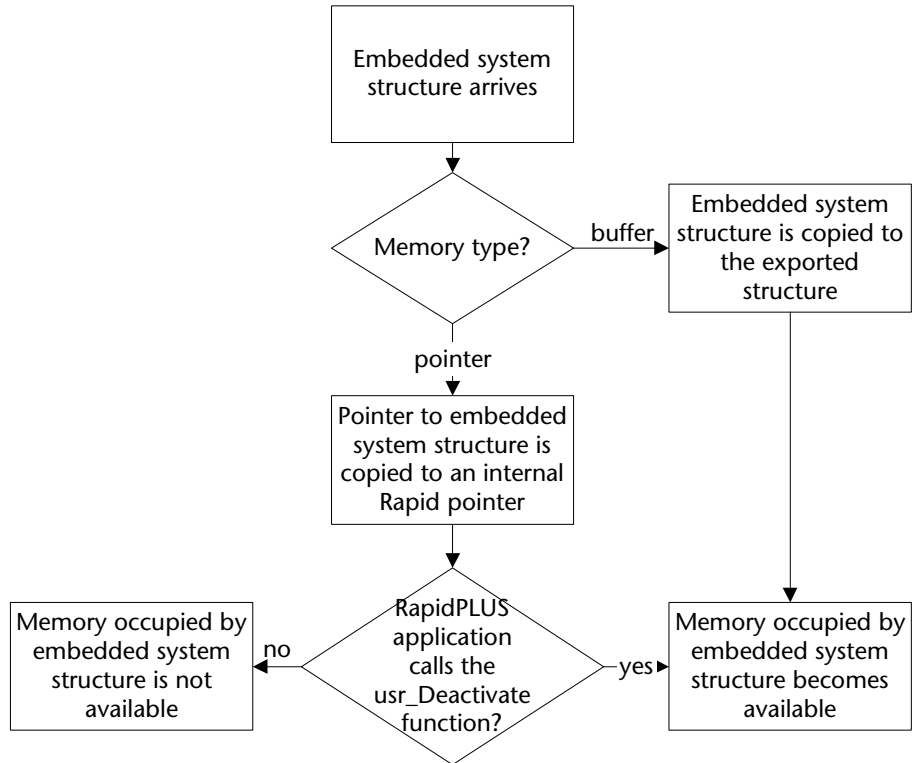 Embedded system
structure arrives
Memory type?
buffer
Embedded system
structure is copied to
the exported
structure
pointer
Pointer to embedded
system structure is
copied to an internal
Rapid pointer
RapidPLUS
application
calls the
usr_Deactivate
function?
no
Memory occupied by
embedded system
structure is not
available
yes
Memory occupied by
embedded system
structure becomes
available